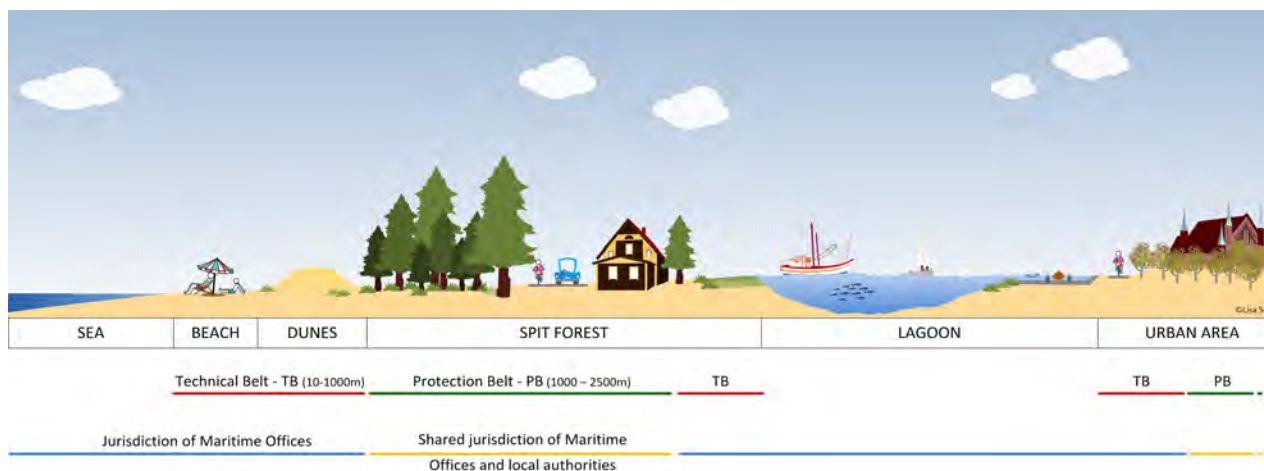 ©Lisa S
SEA
BEACH
DUNES
SPIT FOREST
LAGOON
URBAN AREA
Technical Belt - TB (10-1000m)
Protection Belt - PB (1000 – 2500m)
TB
TB
PB
Jurisdiction of Maritime Offices
Shared jurisdiction of Maritime
Offices and local authorities